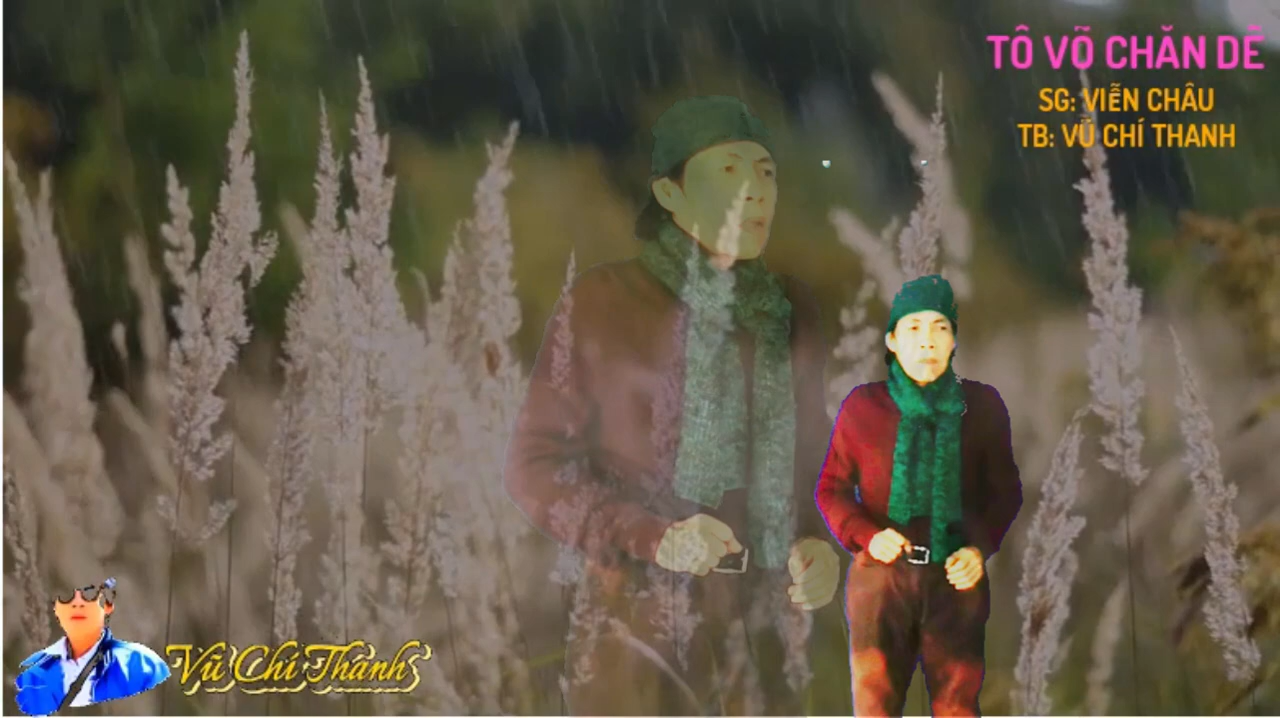 TÔ VÕ CHĂN DÊ
SG: VIỄN CHÂU
TB: VŨ CHÍ THANH
Vũ Chí Thanh